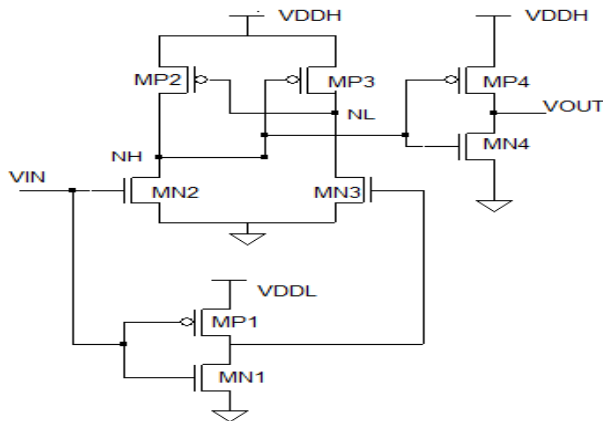 VDDH
VDDH
MP2
MP3
MP4
NL
VOUT
NH
MN4
VIN
MN2
MN3
VDDL
MP1
MN1